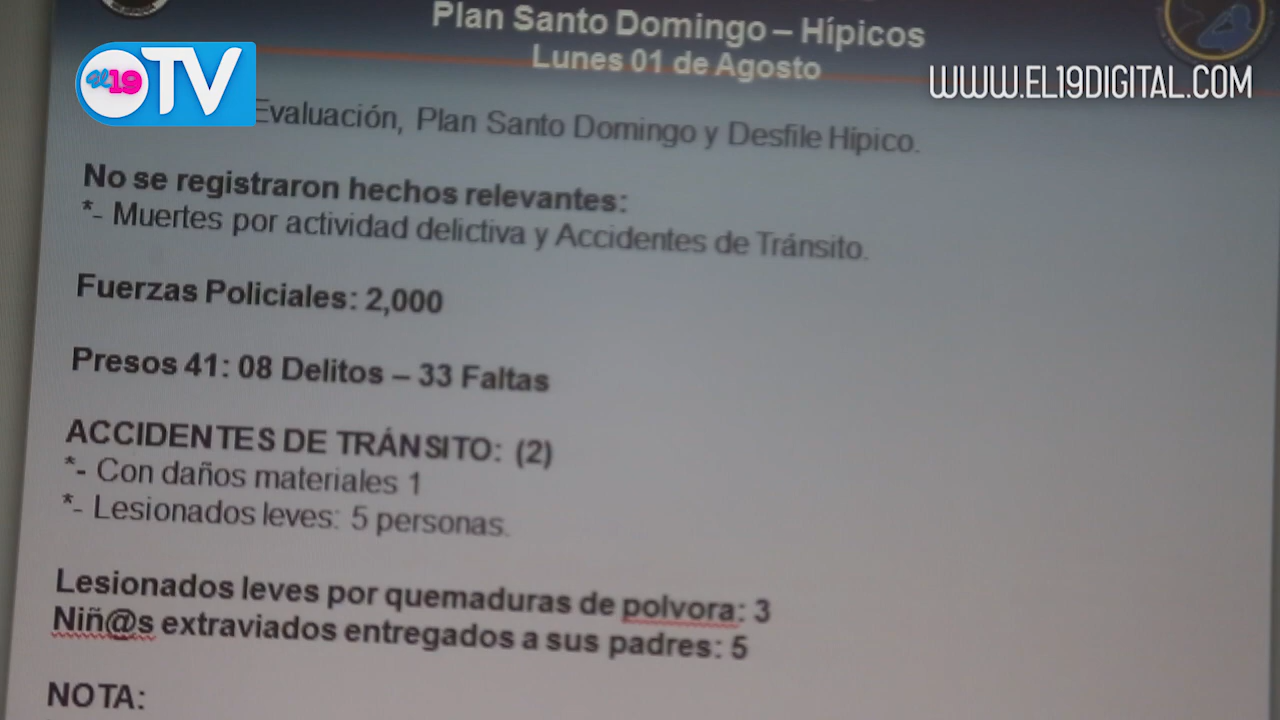 Plan Santo Domingo – Hípicos
Lunes 01 de Agosto
El 19 TV
WWW.EL19DIGITAL.COM
Evaluación, Plan Santo Domingo y Desfile Hípico.
No se registraron hechos relevantes:
*- Muertes por actividad delictiva y Accidentes de Tránsito.
Fuerzas Policiales: 2,000
Presos 41: 08 Delitos – 33 Faltas
ACCIDENTES DE TRÁNSITO: (2)
*- Con daños materiales 1
*- Lesionados leves: 5 personas.
Lesionados leves por quemaduras de polvora: 3
Niñ@s extraviados entregados a sus padres: 5
NOTA: